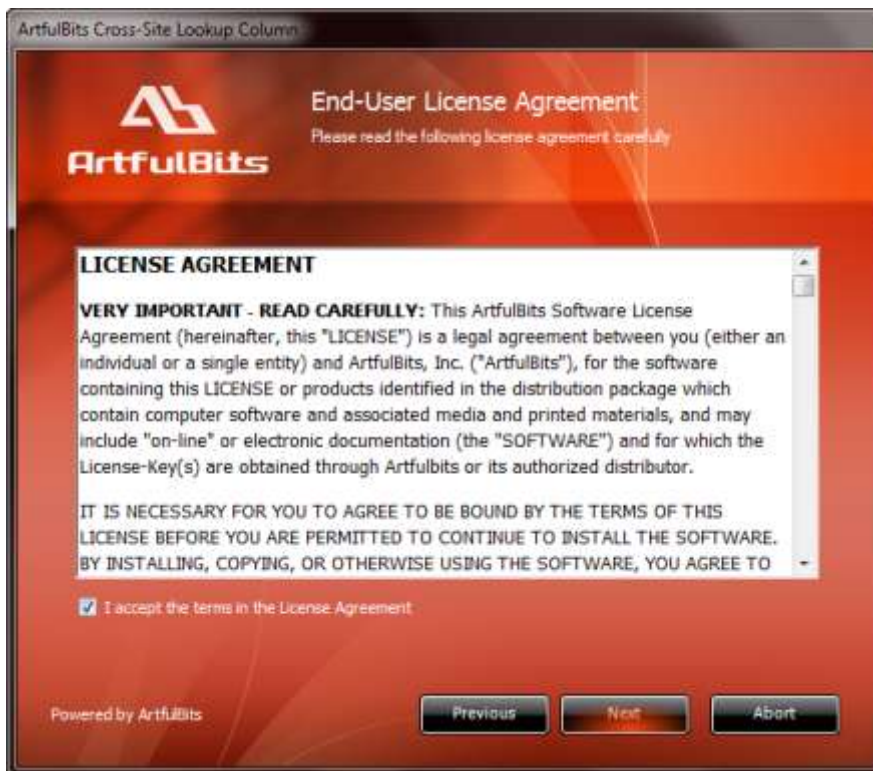 ArtfulBits Cross-Site Lookup Column
ArtfulBits
End-User License Agreement
Please read the following license agreement carefully
LICENSE AGREEMENT
VERY IMPORTANT - READ CAREFULLY: This ArtfulBits Software License
Agreement (hereinafter, this "LICENSE") is a legal agreement between you (either an
individual or a single entity) and ArtfulBits, Inc. ("ArtfulBits"), for the software
containing this LICENSE or products identified in the distribution package which
contain computer software and associated media and printed materials, and may
include "on-line" or electronic documentation (the "SOFTWARE") and for which the
License-Key(s) are obtained through Artfulbits or its authorized distributor.
IT IS NECESSARY FOR YOU TO AGREE TO BE BOUND BY THE TERMS OF THIS
LICENSE BEFORE YOU ARE PERMITTED TO CONTINUE TO INSTALL THE SOFTWARE.
BY INSTALLING, COPYING, OR OTHERWISE USING THE SOFTWARE, YOU AGREE TO
I accept the terms in the License Agreement
Powered by ArtfulBits
Previous Next Abort